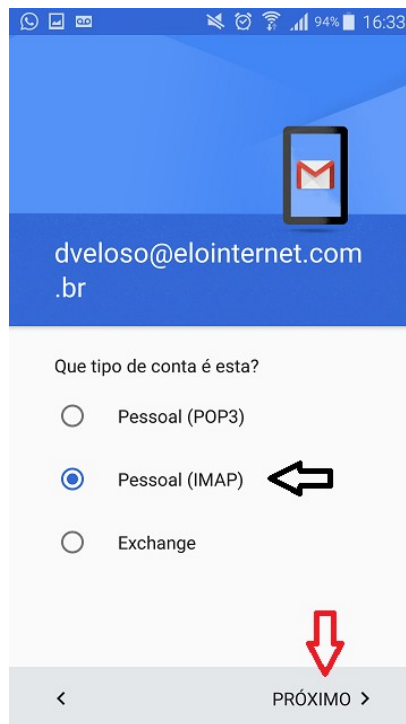 94% 16:33
dveloso@elointernet.com
.br
Que tipo de conta é esta?
Pessoal (POP3)
Pessoal (IMAP)
Exchange
PRÓXIMO